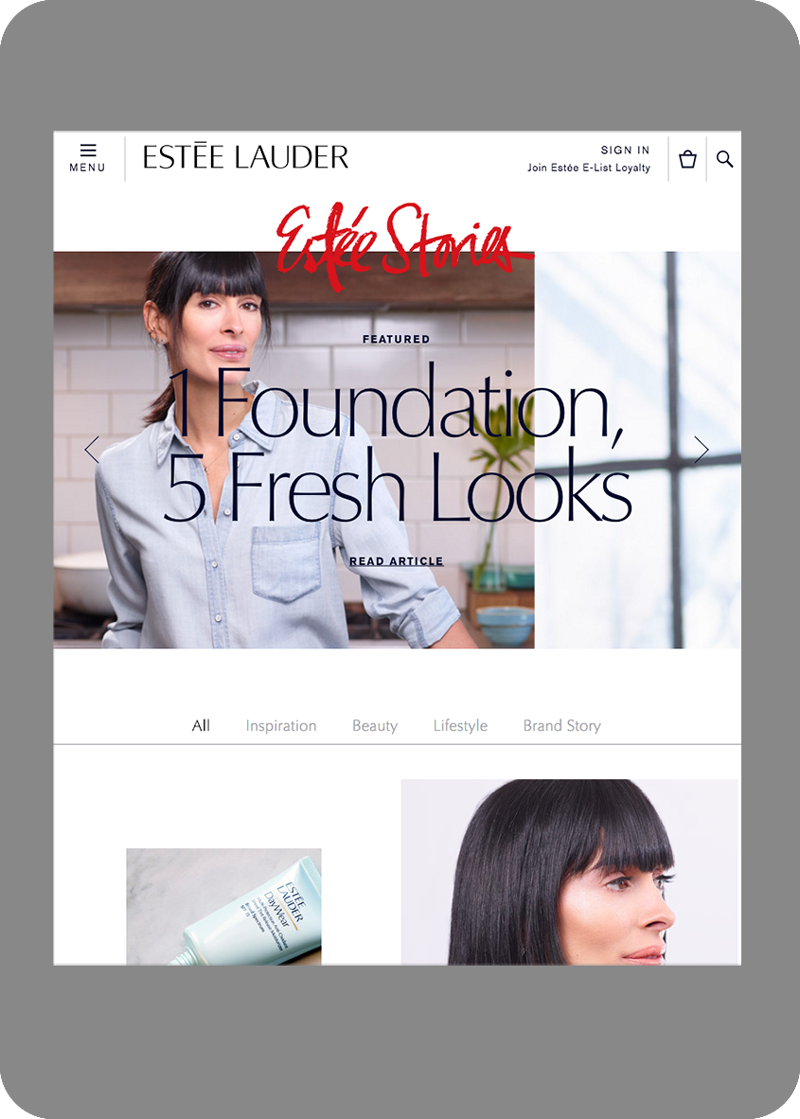 MENU
ESTĒE LAUDER
SIGN IN
Join Estée E-List Loyalty
Estée Stories
FEATURED
1 Foundation,
5 Fresh Looks
READ ARTICLE
All Inspiration Beauty Lifestyle Brand Story
ESTĒE
LAUDER
DayWear